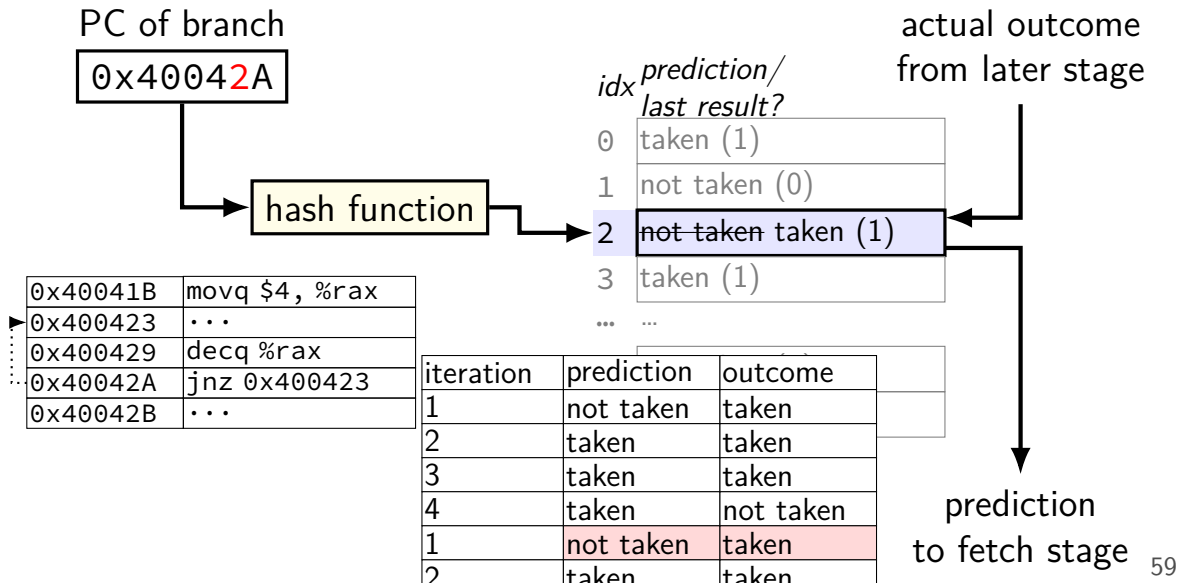 PC of branch
0x40042A
hash function
idx
prediction/
last result?
0 taken (1)
1 not taken (0)
2 not taken taken (1)
3 taken (1)
... ...
actual outcome
from later stage
prediction
to fetch stage
0x40041B movq $4, %rax
0x400423 ···
0x400429 decq %rax
0x40042A jnz 0x400423
0x40042B ···
iteration prediction outcome
1 not taken taken
2 taken taken
3 taken taken
4 taken not taken
1 not taken taken
2 taken taken
59